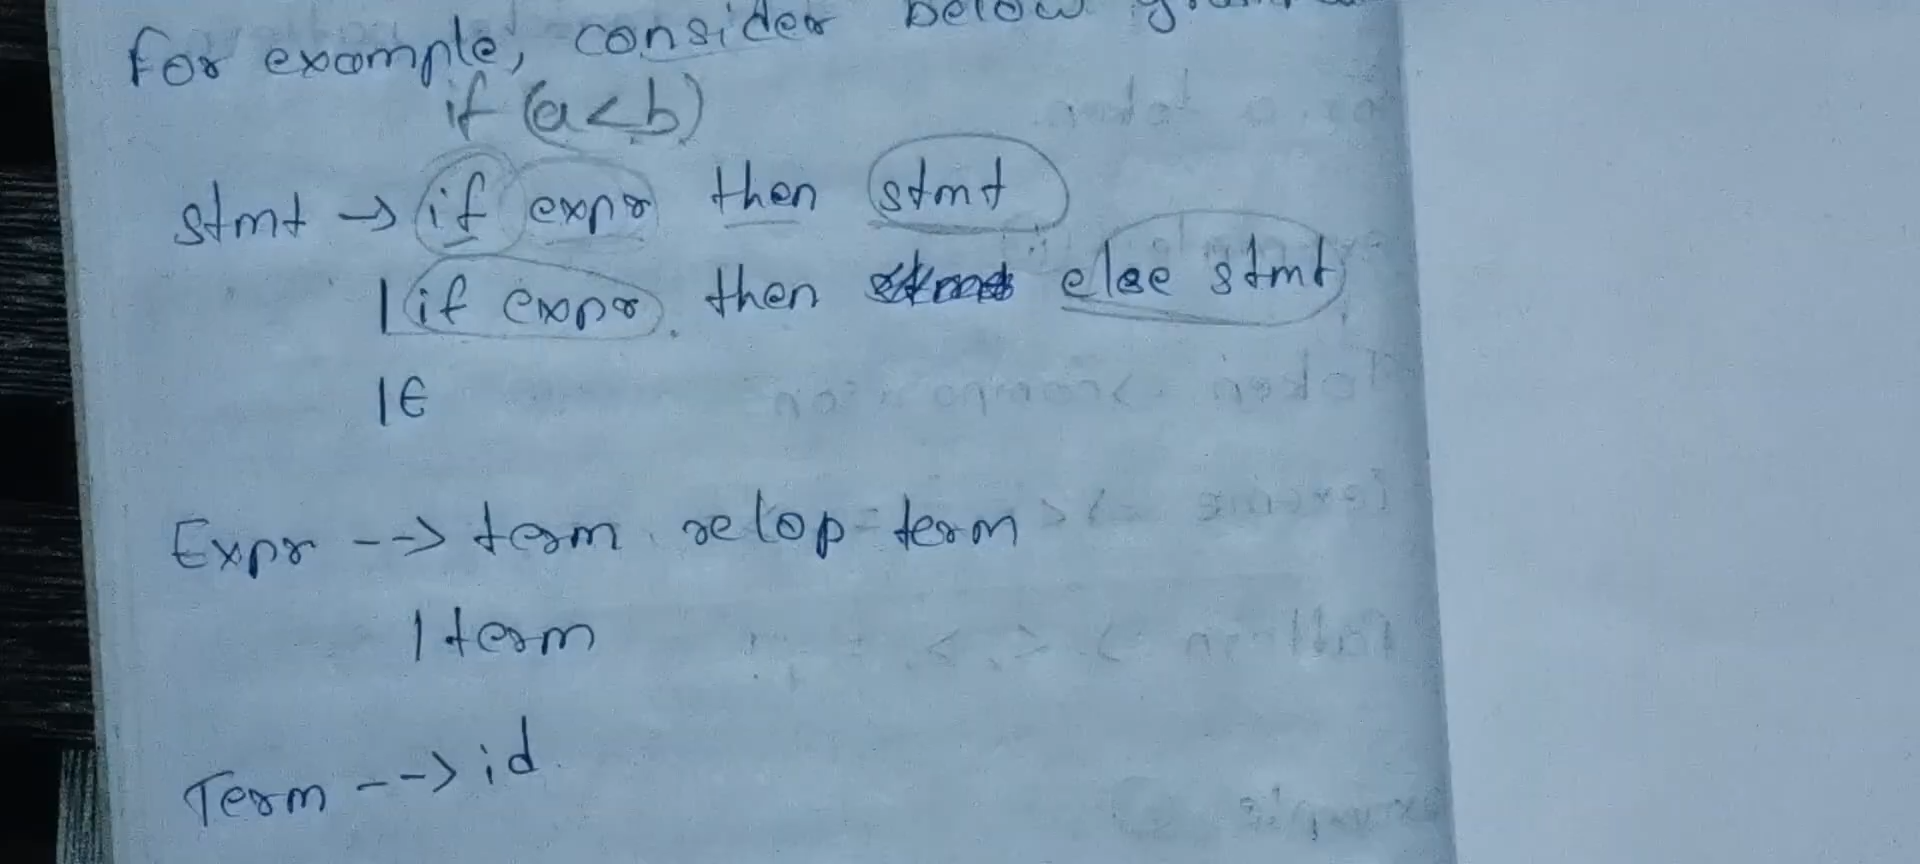 For example, consider below
if (a<b)
stmt → if expr then stmt
| if expr then else stmt
| ε
Expr --> term relop term
| term
Term --> id